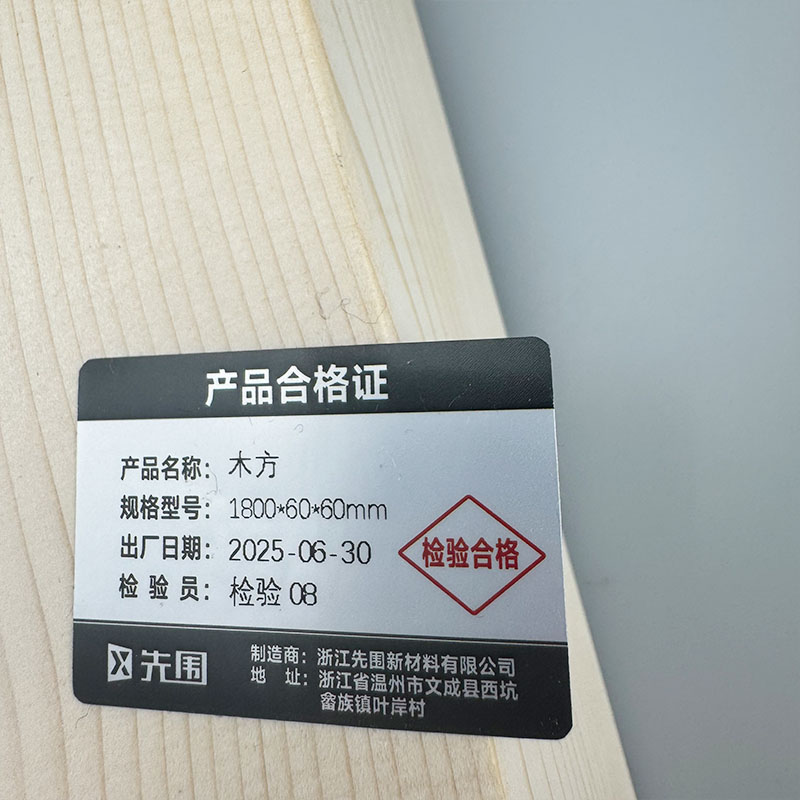 产品合格证
产品名称：木方
规格型号：1800*60*60mm
出厂日期：2025-06-30
检验员：检验08
检验合格
先围
制造商：浙江先围新材料有限公司
地址：浙江省温州市文成县西坑
畲族镇叶岸村